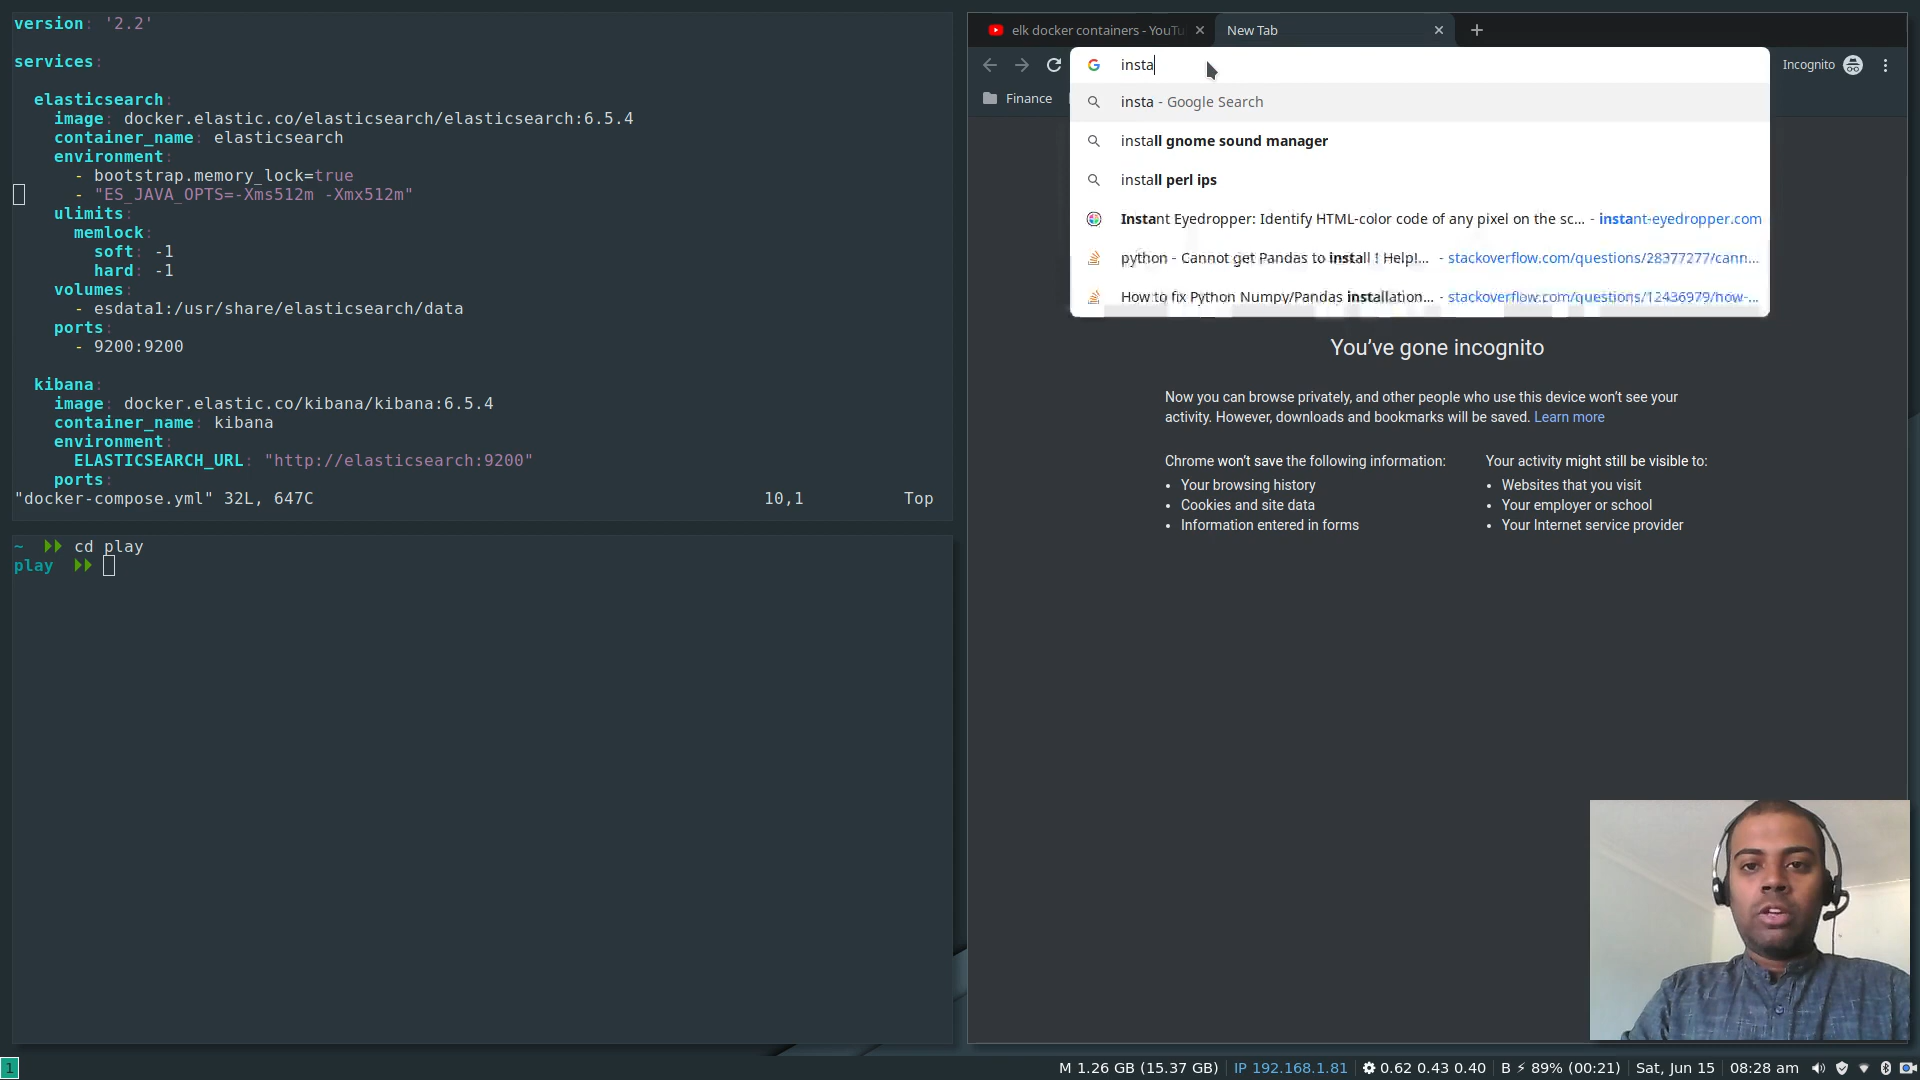 version: '2.2'
services:
elasticsearch:
image: docker.elastic.co/elasticsearch/elasticsearch:6.5.4
container_name: elasticsearch
environment:
- bootstrap.memory_lock=true
- "ES_JAVA_OPTS=-Xms512m -Xmx512m"
ulimits:
memlock:
soft: -1
hard: -1
volumes:
- esdata1:/usr/share/elasticsearch/data
ports:
- 9200:9200
kibana:
image: docker.elastic.co/kibana/kibana:6.5.4
container_name: kibana
environment:
ELASTICSEARCH_URL: "http://elasticsearch:9200"
ports:
"docker-compose.yml" 32L, 647C 10,1 Top
~ cd play
play
elk docker containers - YouTu
New Tab
insta
Incognito
Finance
insta - Google Search
install gnome sound manager
install perl ips
Instant Eyedropper: Identify HTML-color code of any pixel on the sc... - instant-eyedropper.com
python - Cannot get Pandas to install ! Help!... - stackoverflow.com/questions/28377277/cann...
How to fix Python Numpy/Pandas installation... - stackoverflow.com/questions/12436979/how-...
You've gone incognito
Now you can browse privately, and other people who use this device won't see your
activity. However, downloads and bookmarks will be saved. Learn more
Chrome won't save the following information:
• Your browsing history
• Cookies and site data
• Information entered in forms
Your activity might still be visible to:
• Websites that you visit
• Your employer or school
• Your Internet service provider
1
M 1.26 GB (15.37 GB) IP 192.168.1.81 0.62 0.43 0.40 B ⚡ 89% (00:21) Sat, Jun 15 08:28 am